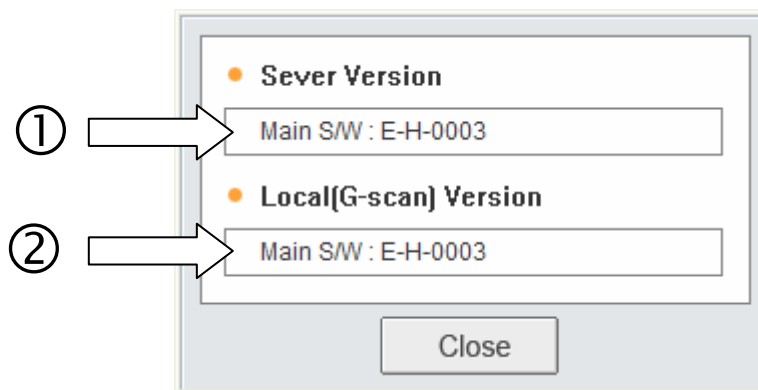 Sever Version
① Main S/W : E-H-0003
Local(G-scan) Version
② Main S/W : E-H-0003
Close